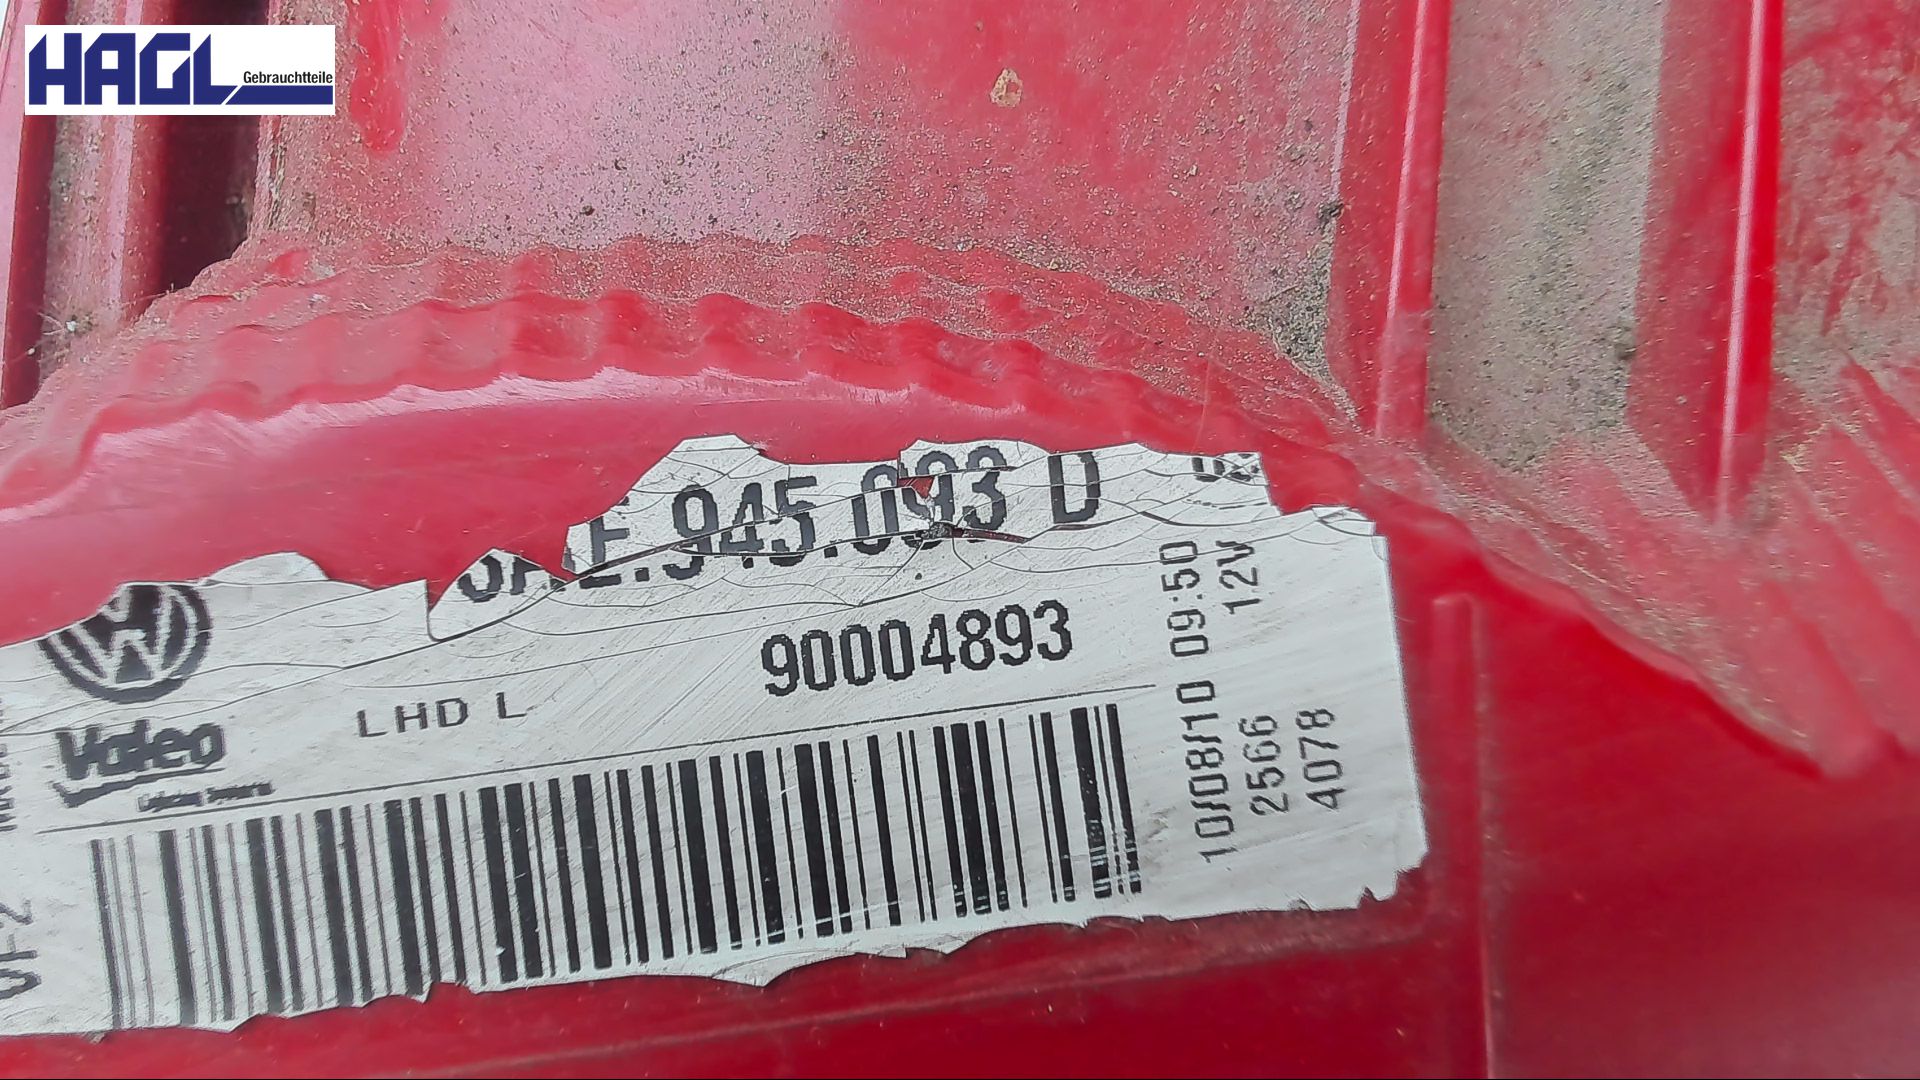 HAGL
Gebrauchtteile
.945.093 D
90004893
LHD L
Valeo
10/08/10 09:50
12V
2566
4078